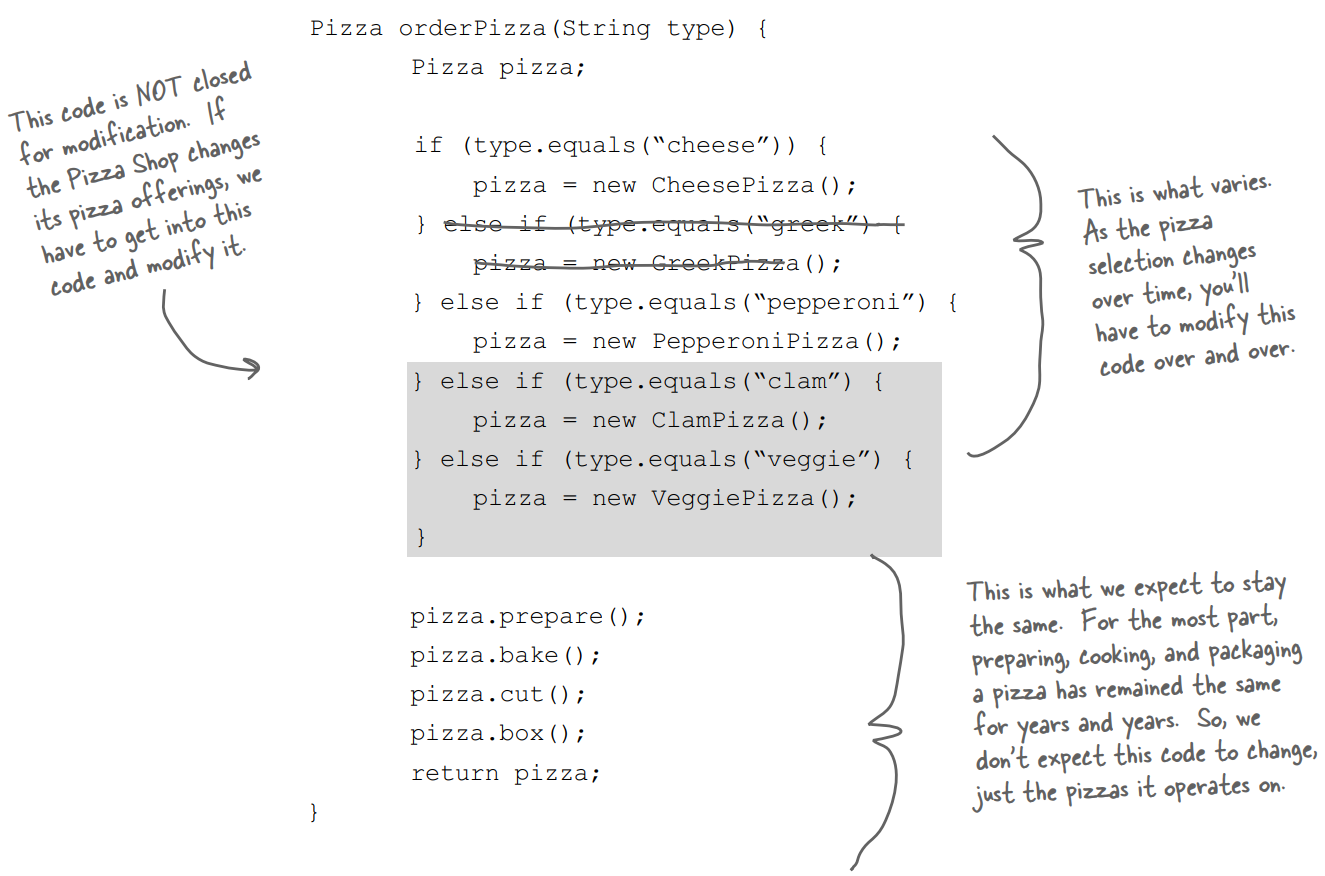 Pizza orderPizza(String type) {
Pizza pizza;
This code is NOT closed
for modification. If
the Pizza Shop changes
its pizza offerings, we
have to get into this
code and modify it.
if (type.equals(“cheese”)) {
pizza = new CheesePizza();
} else if (type.equals(“greek”) {
pizza = new GreekPizza();
} else if (type.equals(“pepperoni”) {
pizza = new PepperoniPizza();
} else if (type.equals(“clam”) {
pizza = new ClamPizza();
} else if (type.equals(“veggie”) {
pizza = new VeggiePizza();
}
This is what varies.
As the pizza
selection changes
over time, you’ll
have to modify this
code over and over.
pizza.prepare();
pizza.bake();
pizza.cut();
pizza.box();
return pizza;
}
This is what we expect to stay
the same. For the most part,
preparing, cooking, and packaging
a pizza has remained the same
for years and years. So, we
don’t expect this code to change,
just the pizzas it operates on.